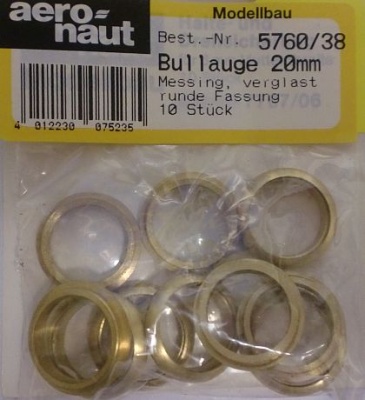 aero-
naut
Modellbau
Best.-Nr. 5760/38
Bullauge 20mm
Messing, verglast
runde Fassung
10 Stück
4 012230 075235